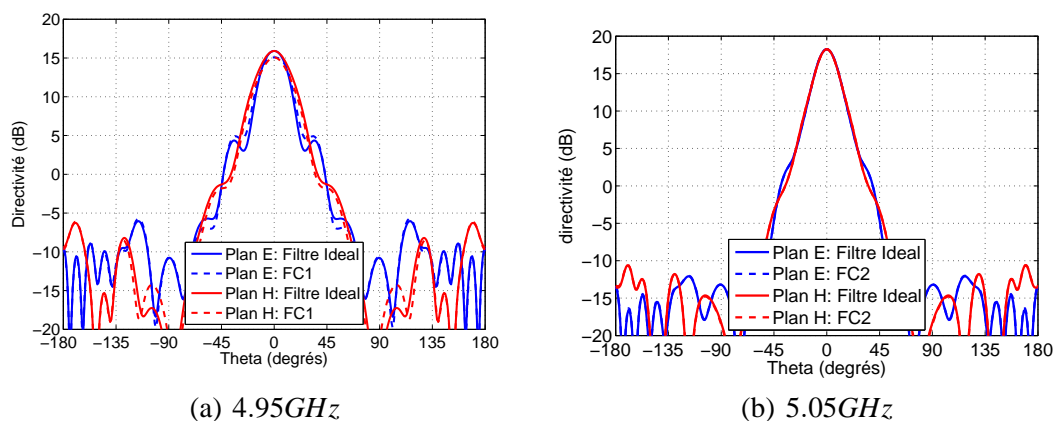 20
15
10
5
0
−5
−10
−15
−20
−180 −135 −90 −45 0 45 90 135 180
Directivité (dB)
Theta (degrés)
Plan E: Filtre Ideal
Plan E: FC1
Plan H: Filtre Ideal
Plan H: FC1
(a) 4.95GHz
20
15
10
5
0
−5
−10
−15
−20
−180 −135 −90 −45 0 45 90 135 180
directivité (dB)
Theta (degrés)
Plan E: Filtre Ideal
Plan E: FC2
Plan H: Filtre Ideal
Plan H: FC2
(b) 5.05GHz